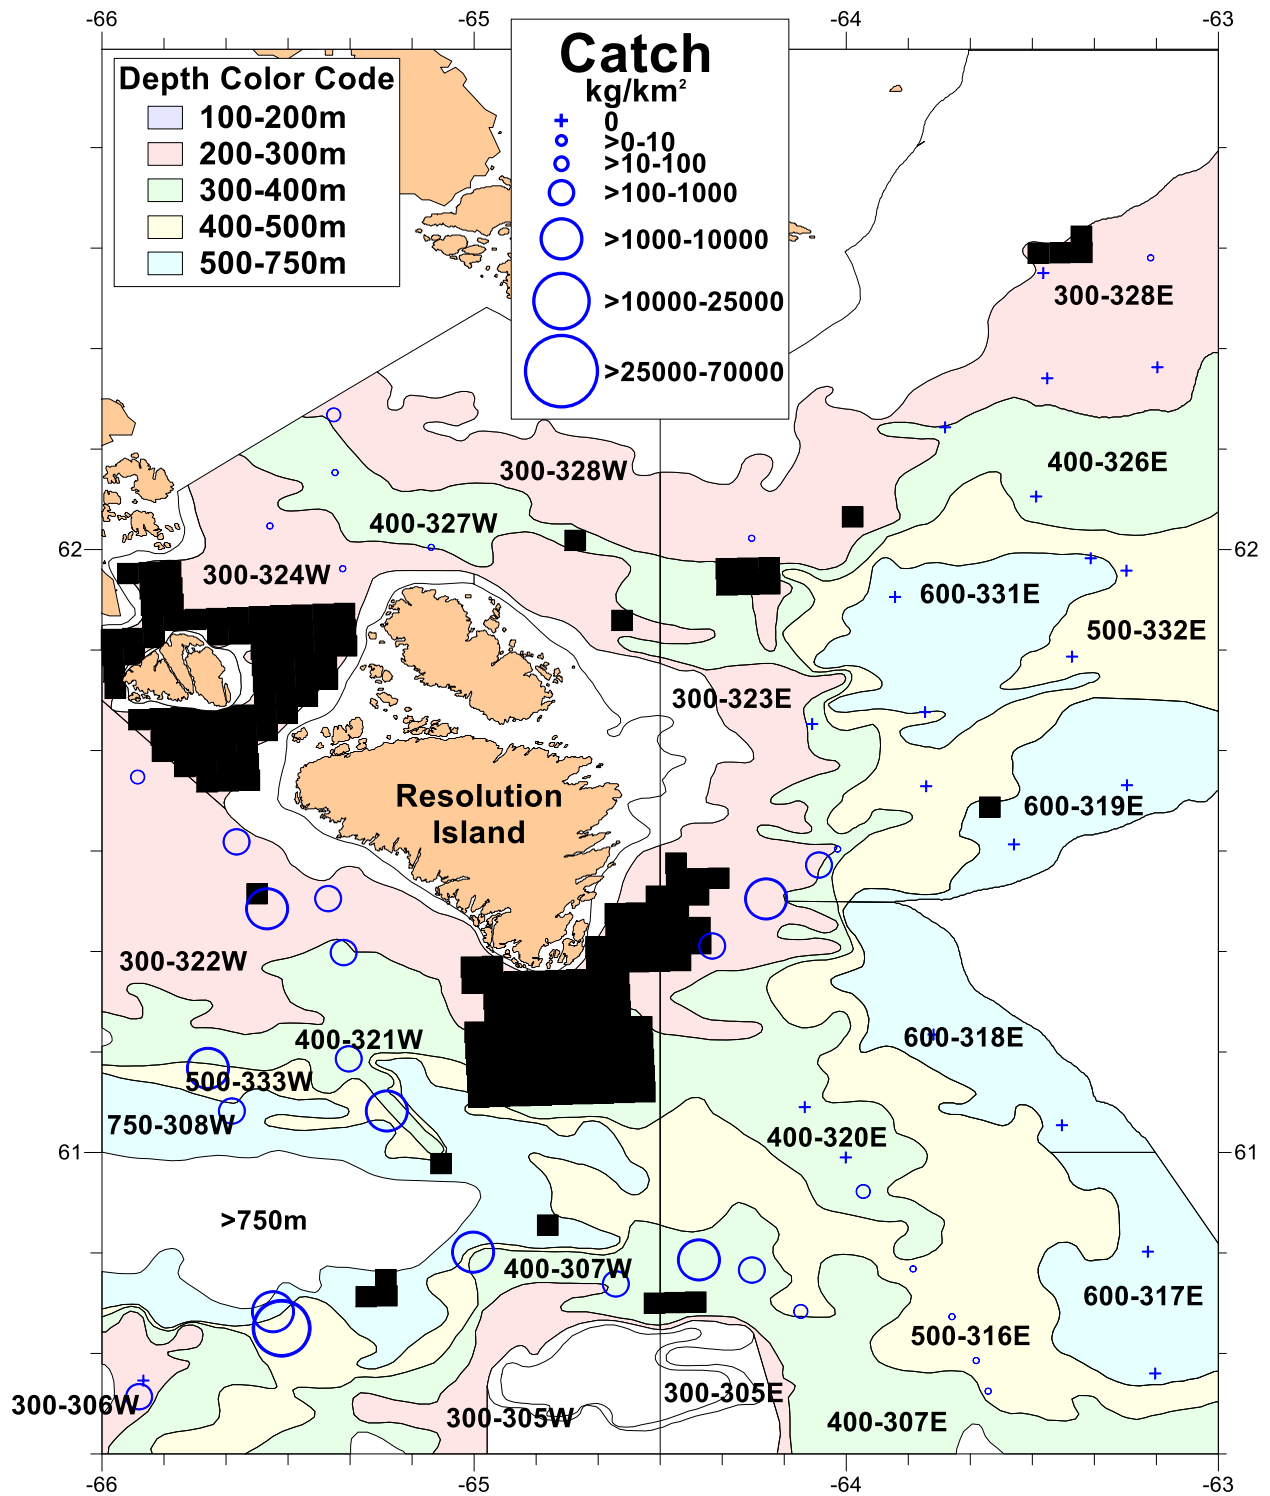 -66
-65
-64
-63
Depth Color Code
100-200m
200-300m
300-400m
400-500m
500-750m
Catch
kg/km²
0
>0-10
>10-100
>100-1000
>1000-10000
>10000-25000
>25000-70000
300-328E
400-326E
300-328W
400-327W
62
62
300-324W
600-331E
500-332E
300-323E
Resolution
Island
600-319E
300-322W
400-321W
600-318E
500-333W
750-308W
400-320E
61
61
>750m
400-307W
600-317E
500-316E
300-306W
300-305W
300-305E
400-307E
-66
-65
-64
-63